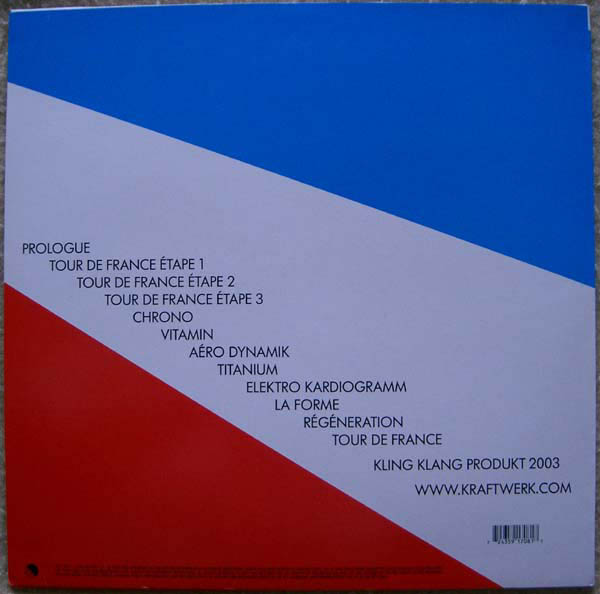 PROLOGUE
TOUR DE FRANCE ÉTAPE 1
TOUR DE FRANCE ÉTAPE 2
TOUR DE FRANCE ÉTAPE 3
CHRONO
VITAMIN
AÉRO DYNAMIK
TITANIUM
ELEKTRO KARDIOGRAMM
LA FORME
RÉGÉNERATION
TOUR DE FRANCE
KLING KLANG PRODUKT 2003
WWW.KRAFTWERK.COM